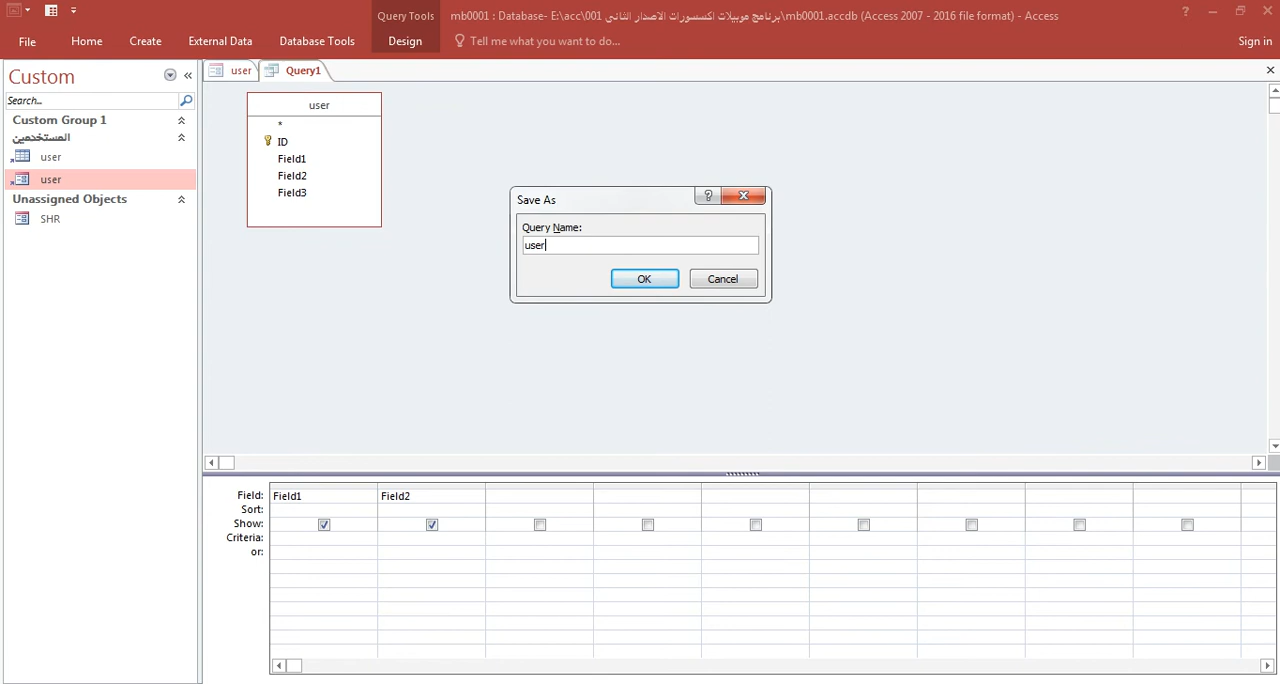 Query Tools
mb0001 : Database- E:\acc\001 برنامج موبيلات اكسسورات الاصدار الثانى\mb0001.accdb (Access 2007 - 2016 file format) - Access
File
Home
Create
External Data
Database Tools
Design
Tell me what you want to do...
Sign in
Custom
Search...
Custom Group 1
المستخدمين
user
user
Unassigned Objects
SHR
user
Query1
user
*
ID
Field1
Field2
Field3
Save As
Query Name:
user
OK
Cancel
Field: Field1 Field2
Sort:
Show:
Criteria:
or: